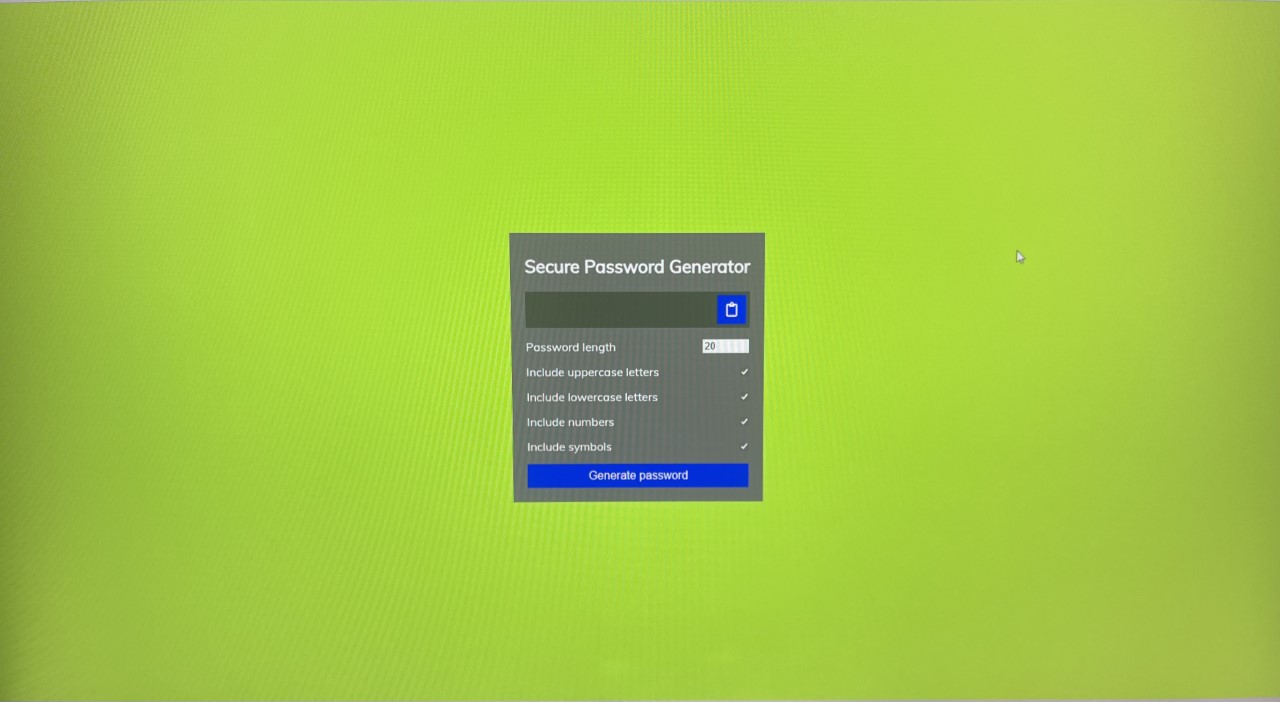 Secure Password Generator
Password length 20
Include uppercase letters
Include lowercase letters
Include numbers
Include symbols
Generate password